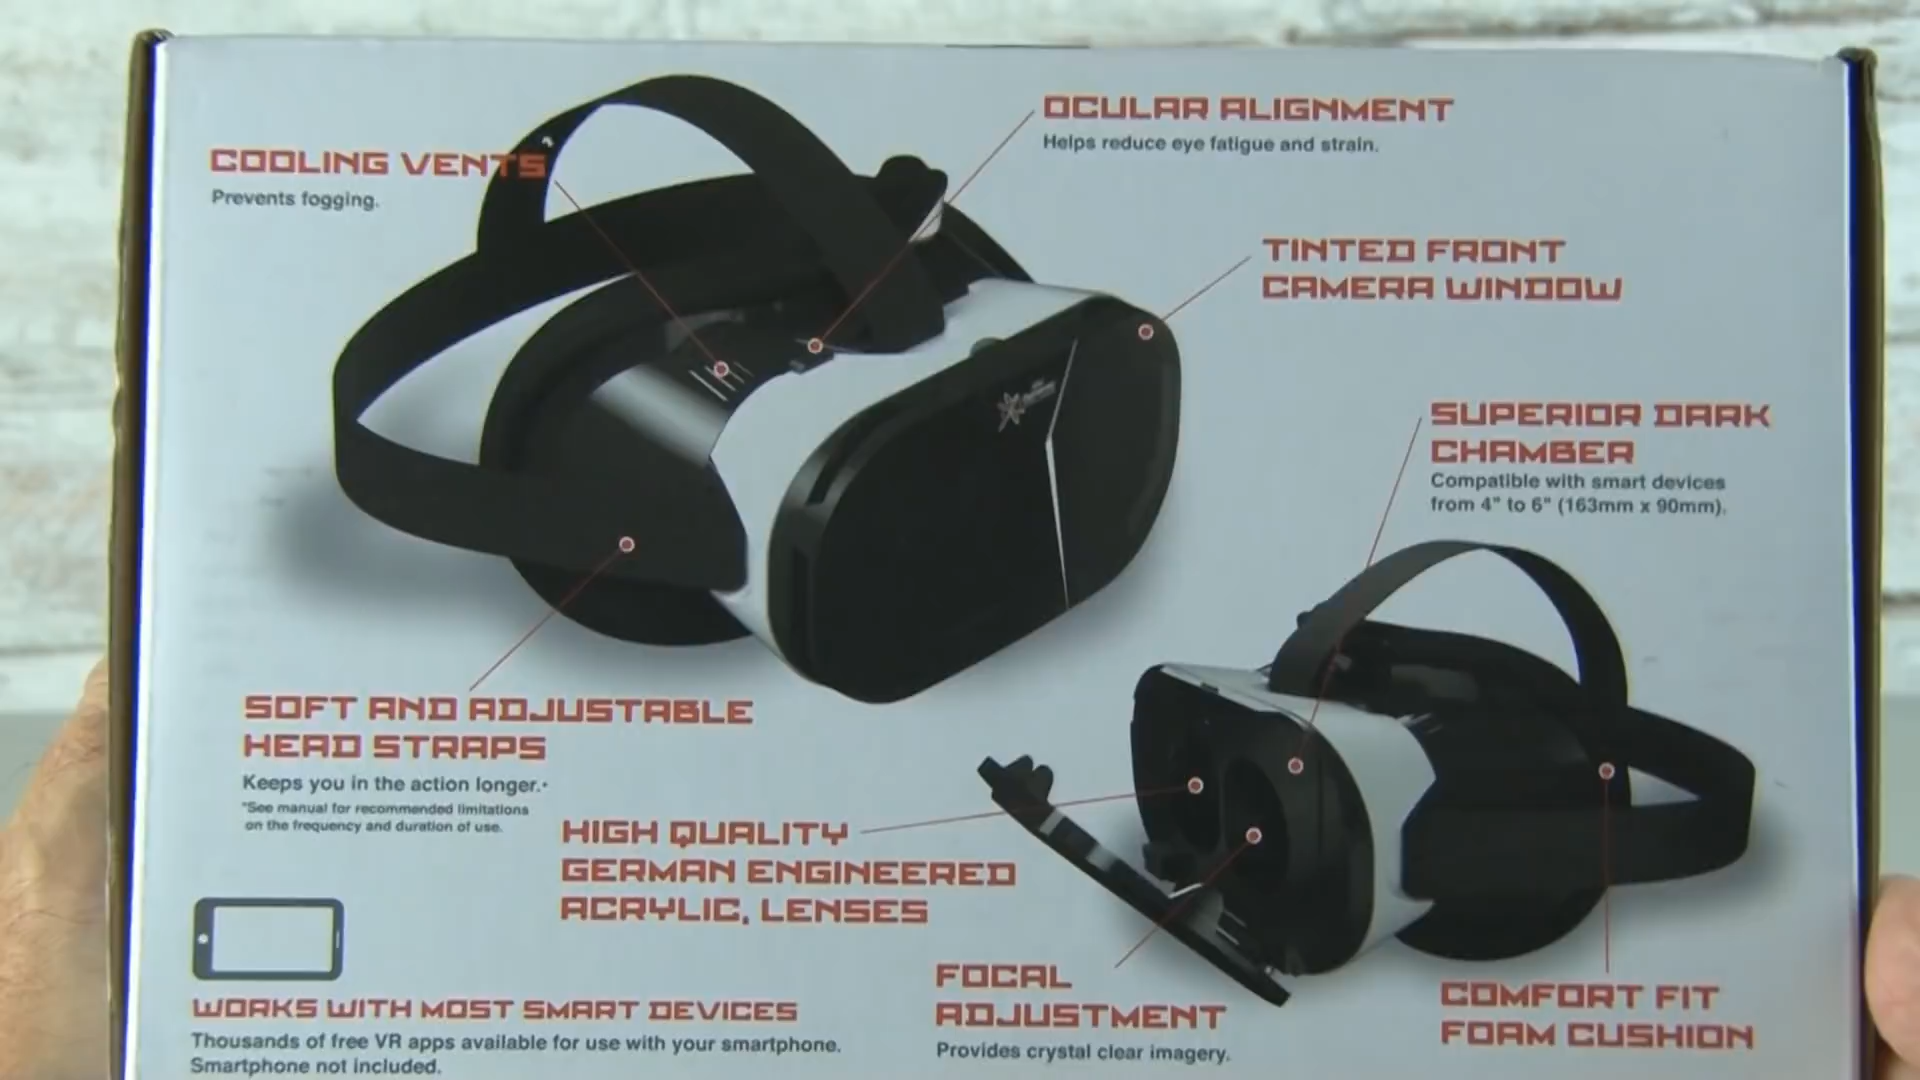 OCULAR ALIGNMENT
Helps reduce eye fatigue and strain.
COOLING VENTS
Prevents fogging.
TINTED FRONT
CAMERA WINDOW
SUPERIOR DARK
CHAMBER
Compatible with smart devices
from 4" to 6" (163mm x 90mm).
SOFT AND ADJUSTABLE
HEAD STRAPS
Keeps you in the action longer.*
*See manual for recommended limitations
on the frequency and duration of use.
HIGH QUALITY
GERMAN ENGINEERED
ACRYLIC, LENSES
FOCAL
ADJUSTMENT
Provides crystal clear imagery.
COMFORT FIT
FOAM CUSHION
WORKS WITH MOST SMART DEVICES
Thousands of free VR apps available for use with your smartphone.
Smartphone not included.